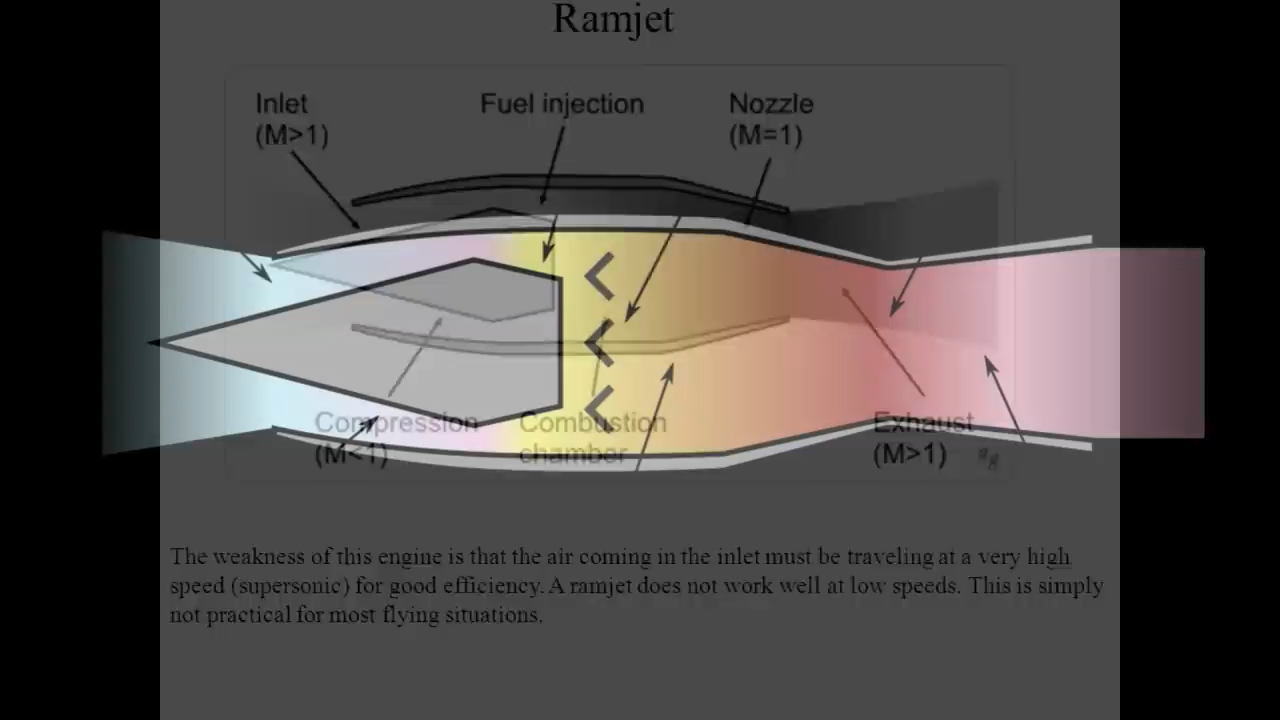 Ramjet
Inlet
(M>1)
Fuel injection
Nozzle
(M=1)
Compression
(M<1)
Combustion
chamber
Exhaust
(M>1)
The weakness of this engine is that the air coming in the inlet must be traveling at a very high
speed (supersonic) for good efficiency. A ramjet does not work well at low speeds. This is simply
not practical for most flying situations.